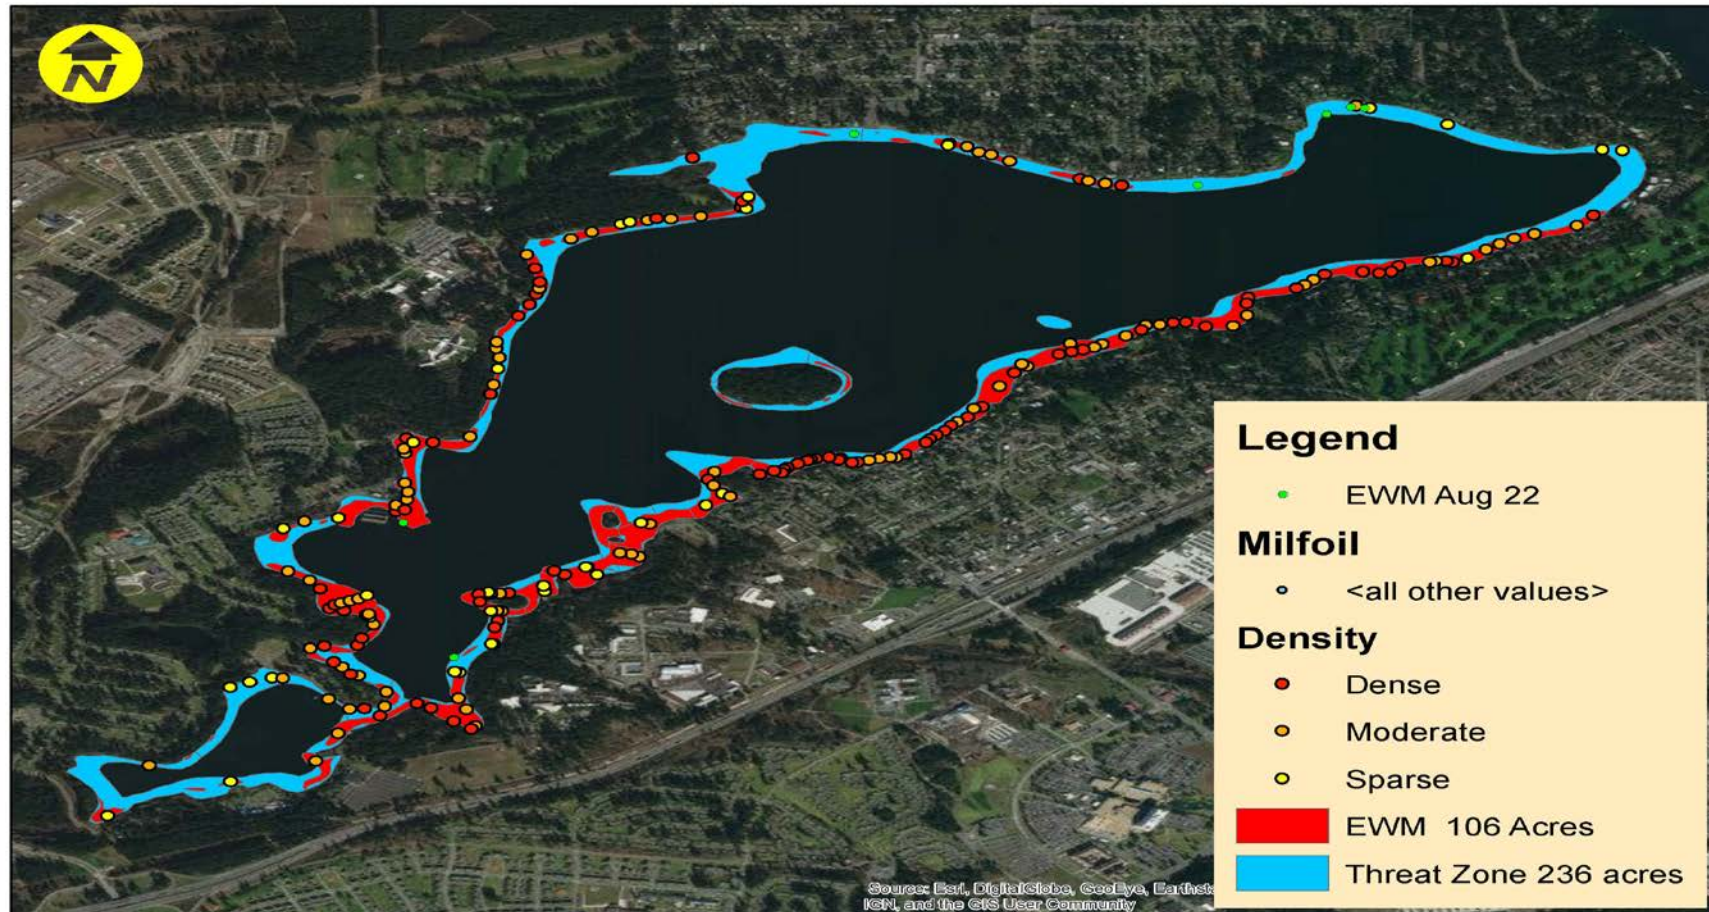 N
Legend
EWM Aug 22
Milfoil
<all other values>
Density
Dense
Moderate
Sparse
EWM 106 Acres
Threat Zone 236 acres
Source: Esri, DigitalGlobe, GeoEye,
IGN, and the GIS User Community